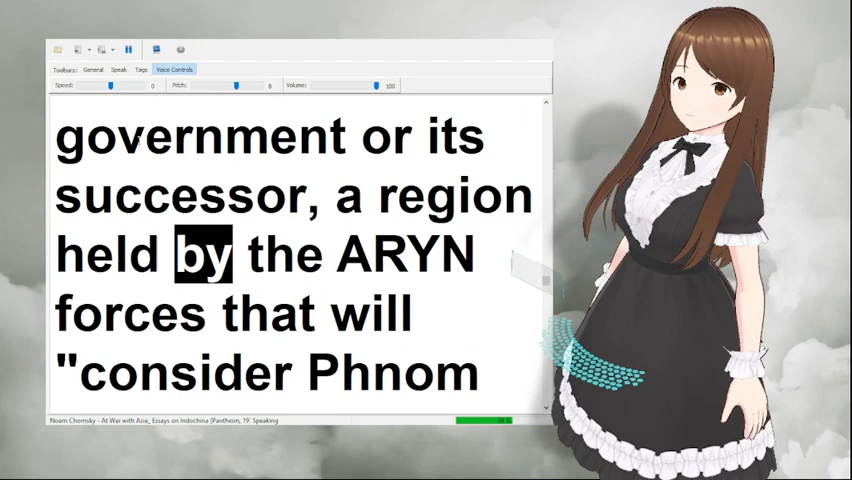 Toolbars: General Speak Tags Voice Controls
Speed: 0 Pitch: 8 Volume: 100
government or its
successor, a region
held by the ARYN
forces that will
"consider Phnom
Noam Chomsky - At War with Asia_ Essays on Indochina (Pantheon, 19 Speaking 59 %